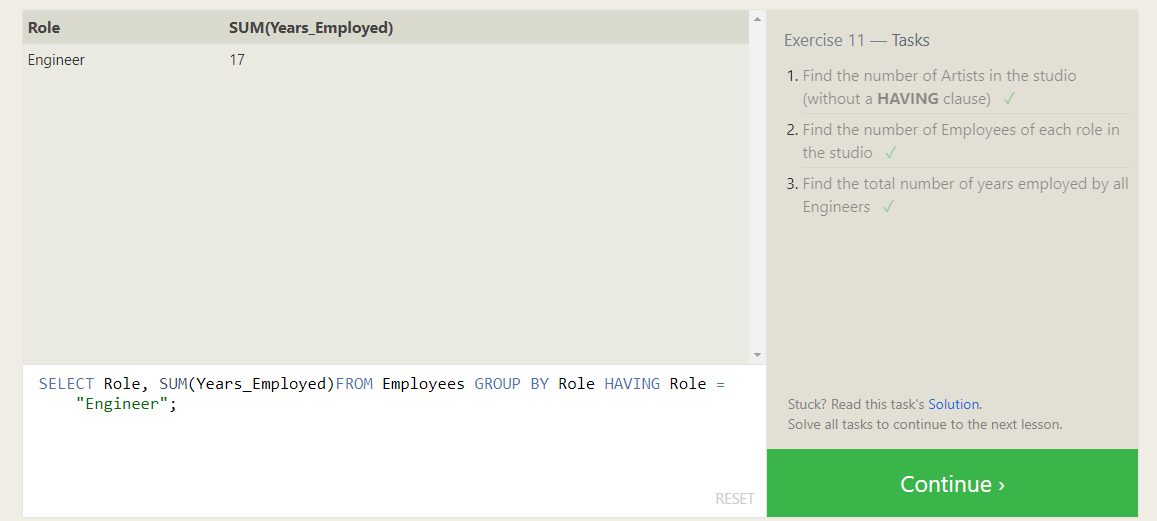 Role SUM(Years_Employed)
Engineer 17
SELECT Role, SUM(Years_Employed)FROM Employees GROUP BY Role HAVING Role =
"Engineer";
RESET
Exercise 11 — Tasks
1. Find the number of Artists in the studio
(without a HAVING clause) ✓
2. Find the number of Employees of each role in
the studio ✓
3. Find the total number of years employed by all
Engineers ✓
Stuck? Read this task's Solution.
Solve all tasks to continue to the next lesson.
Continue ›